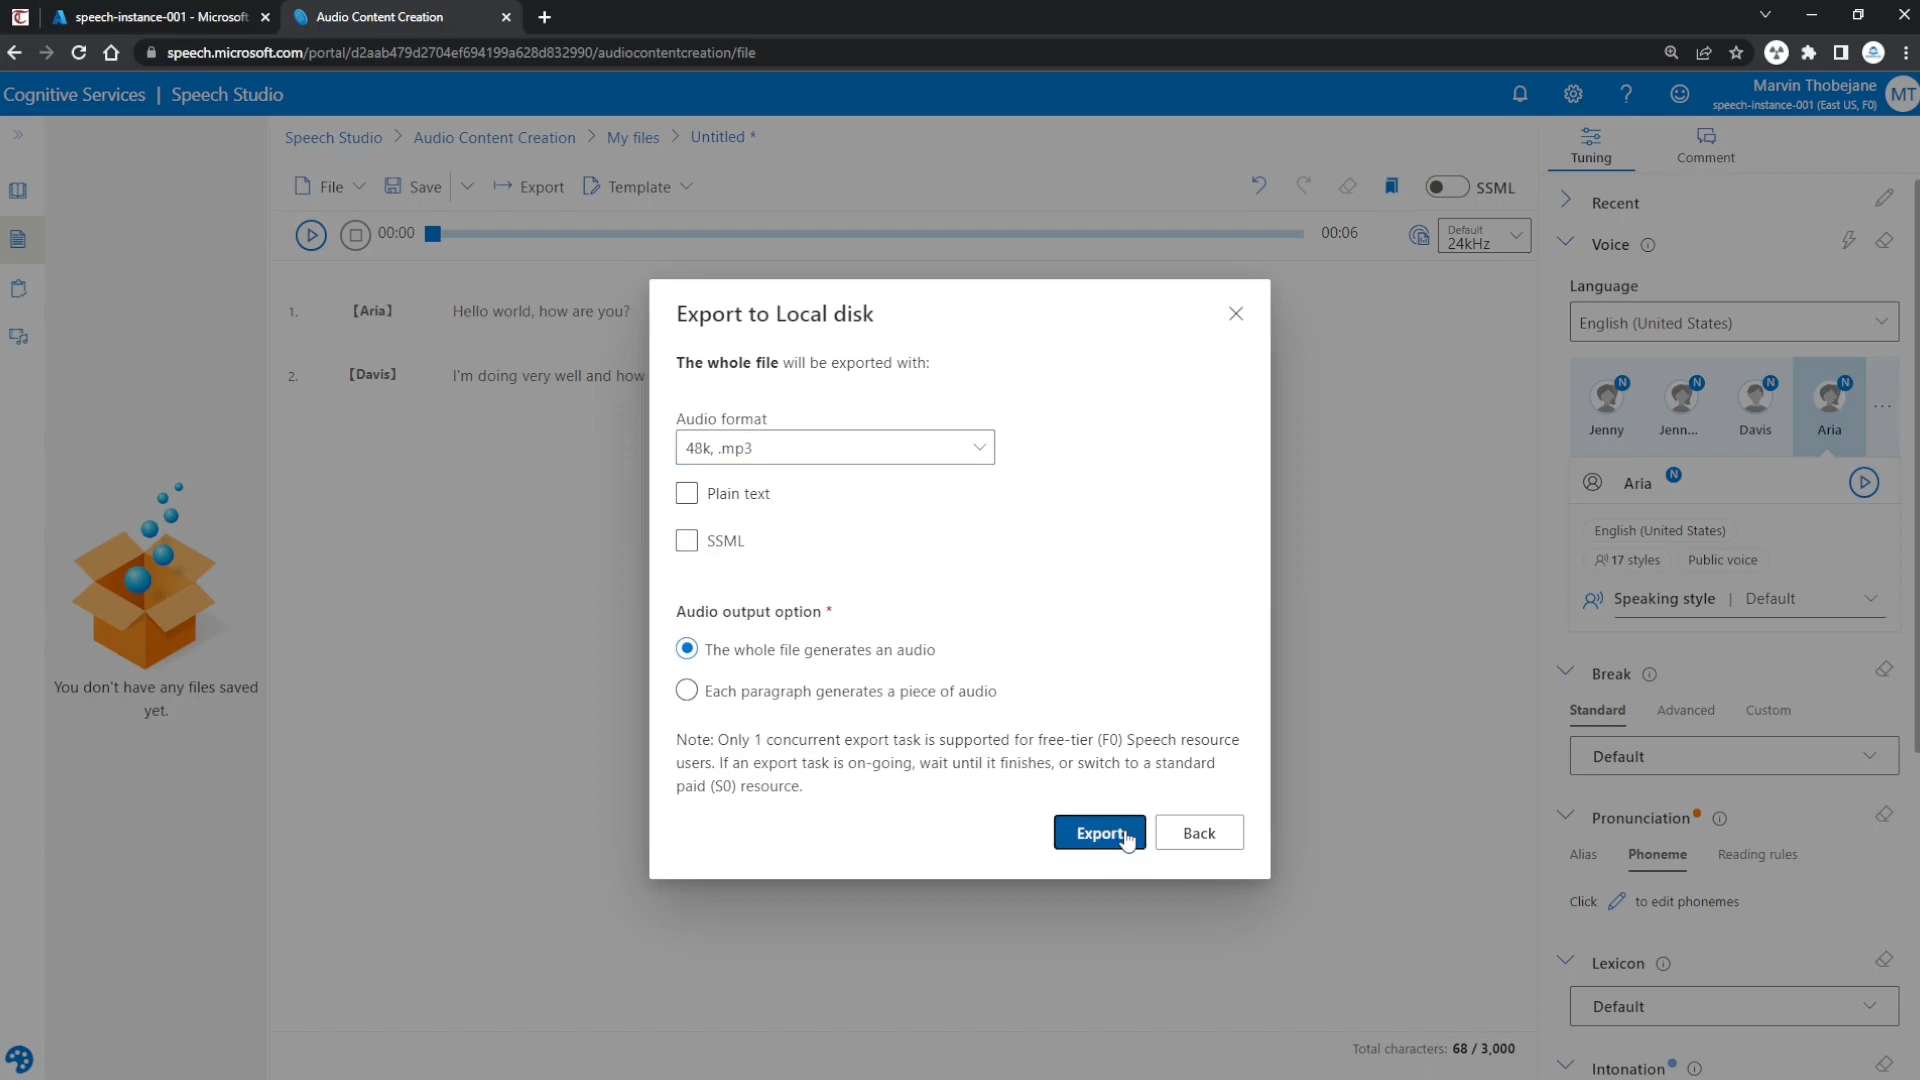 speech-instance-001 - Microsoft
Audio Content Creation
speech.microsoft.com/portal/d2aab479d2704ef694199a628d832990/audiocontentcreation/file
Cognitive Services | Speech Studio
Marvin Thobejane
speech-instance-001 (East US, F0)
MT
Speech Studio > Audio Content Creation > My files > Untitled *
File
Save
Export
Template
SSML
00:00
00:06
Default
24kHz
1. 【Aria】 Hello world, how are you?
2. 【Davis】 I'm doing very well and how
You don't have any files saved
yet.
Export to Local disk
The whole file will be exported with:
Audio format
48k, .mp3
Plain text
SSML
Audio output option *
The whole file generates an audio
Each paragraph generates a piece of audio
Note: Only 1 concurrent export task is supported for free-tier (F0) Speech resource
users. If an export task is on-going, wait until it finishes, or switch to a standard
paid (S0) resource.
Export
Back
Total characters: 68 / 3,000
Tuning
Comment
Recent
Voice
Language
English (United States)
N N N N
Jenny Jenn... Davis Aria ...
Aria N
English (United States)
17 styles Public voice
Speaking style | Default
Break
Standard Advanced Custom
Default
Pronunciation
Alias Phoneme Reading rules
Click to edit phonemes
Lexicon
Default
Intonation